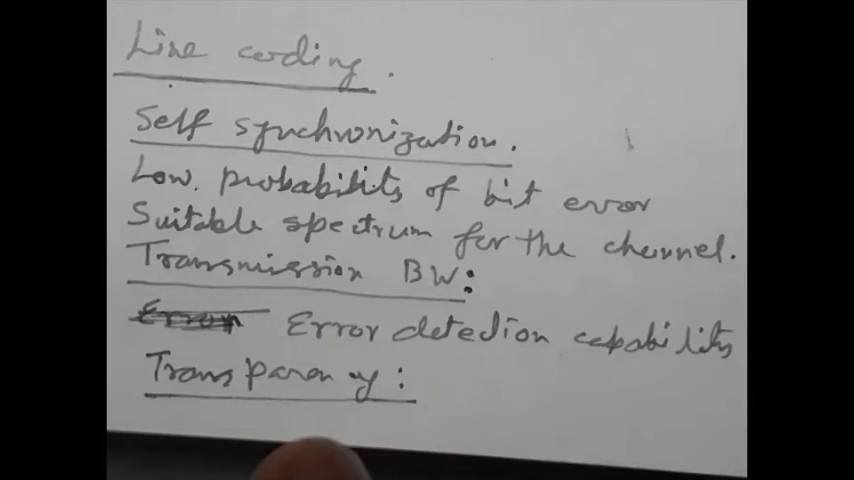 Line coding.
Self synchronization.
Low probability of bit error
Suitable spectrum for the channel.
Transmission BW:
Error detection capability
Transparency: